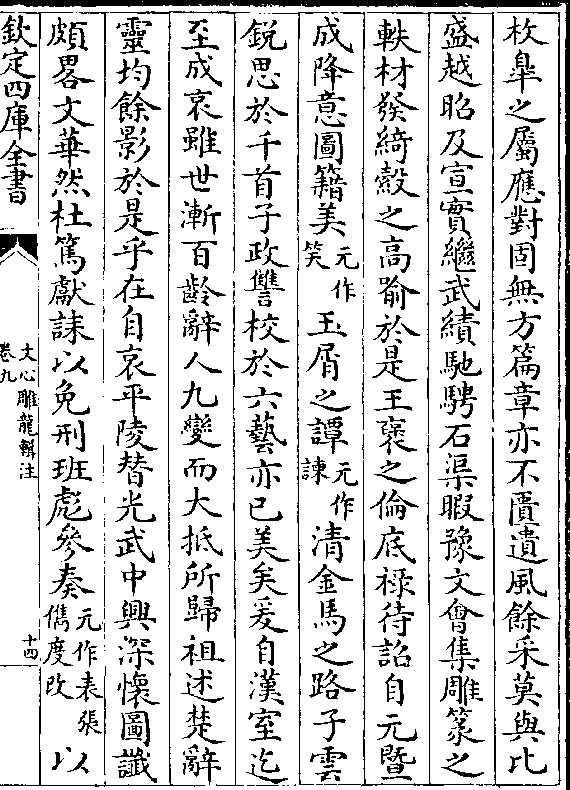 枚臯之屬應對固無方篇章亦不匱遺風餘采莫與比
盛越昭及宣實繼武績馳騁石渠暇豫文會集雕篆之
軼材發綺縠之高喻於是王襃之倫底祿待詔自元暨
成降意圖籍美元作笑玉屑之譚元作諫清金馬之路子雲
銳思於千首子政讐校於六藝亦已美矣爰自漢室迄
至成哀雖世漸百齡辭人九變而大抵所歸祖述楚辭
靈均餘影於是乎在自哀平陵替光武中興深懷圖讖
頗畧文華然杜篤獻誄以免刑班彪參奏元作表張儁度改以
欽定四庫全書
文心雕龍輯注
卷九
十四